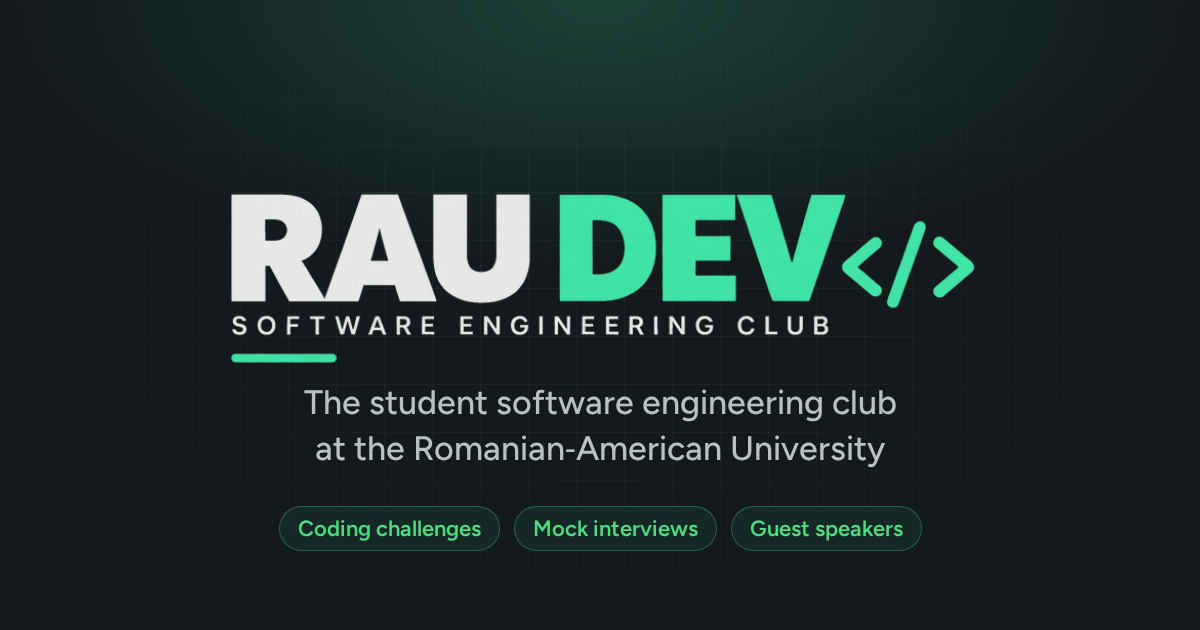 RAU DEV</>
SOFTWARE ENGINEERING CLUB
The student software engineering club
at the Romanian-American University
Coding challenges Mock interviews Guest speakers